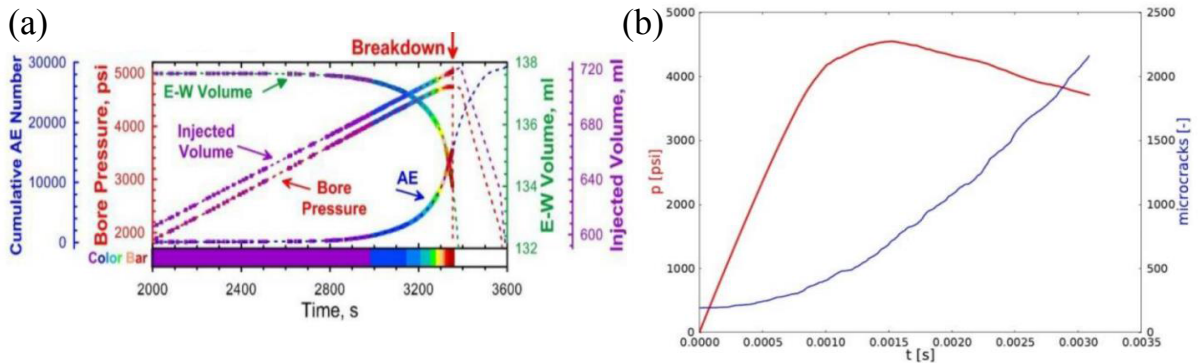 (a)
Breakdown
Cumulative AE Number
30000
20000
10000
0
Bore Pressure, psi
5000
4000
3000
2000
E-W Volume
Injected
Volume
Bore
Pressure
AE
138
136
134
132
E-W Volume, ml
720
680
640
600
Injected Volume, ml
Color Bar
2000 2400 2800 3200 3600
Time, s
(b)
p [psi]
5000
4000
3000
2000
1000
0
2500
2000
1500
1000
500
0
microcracks [-]
0.0000 0.0005 0.0010 0.0015 0.0020 0.0025 0.0030 0.0035
t [s]